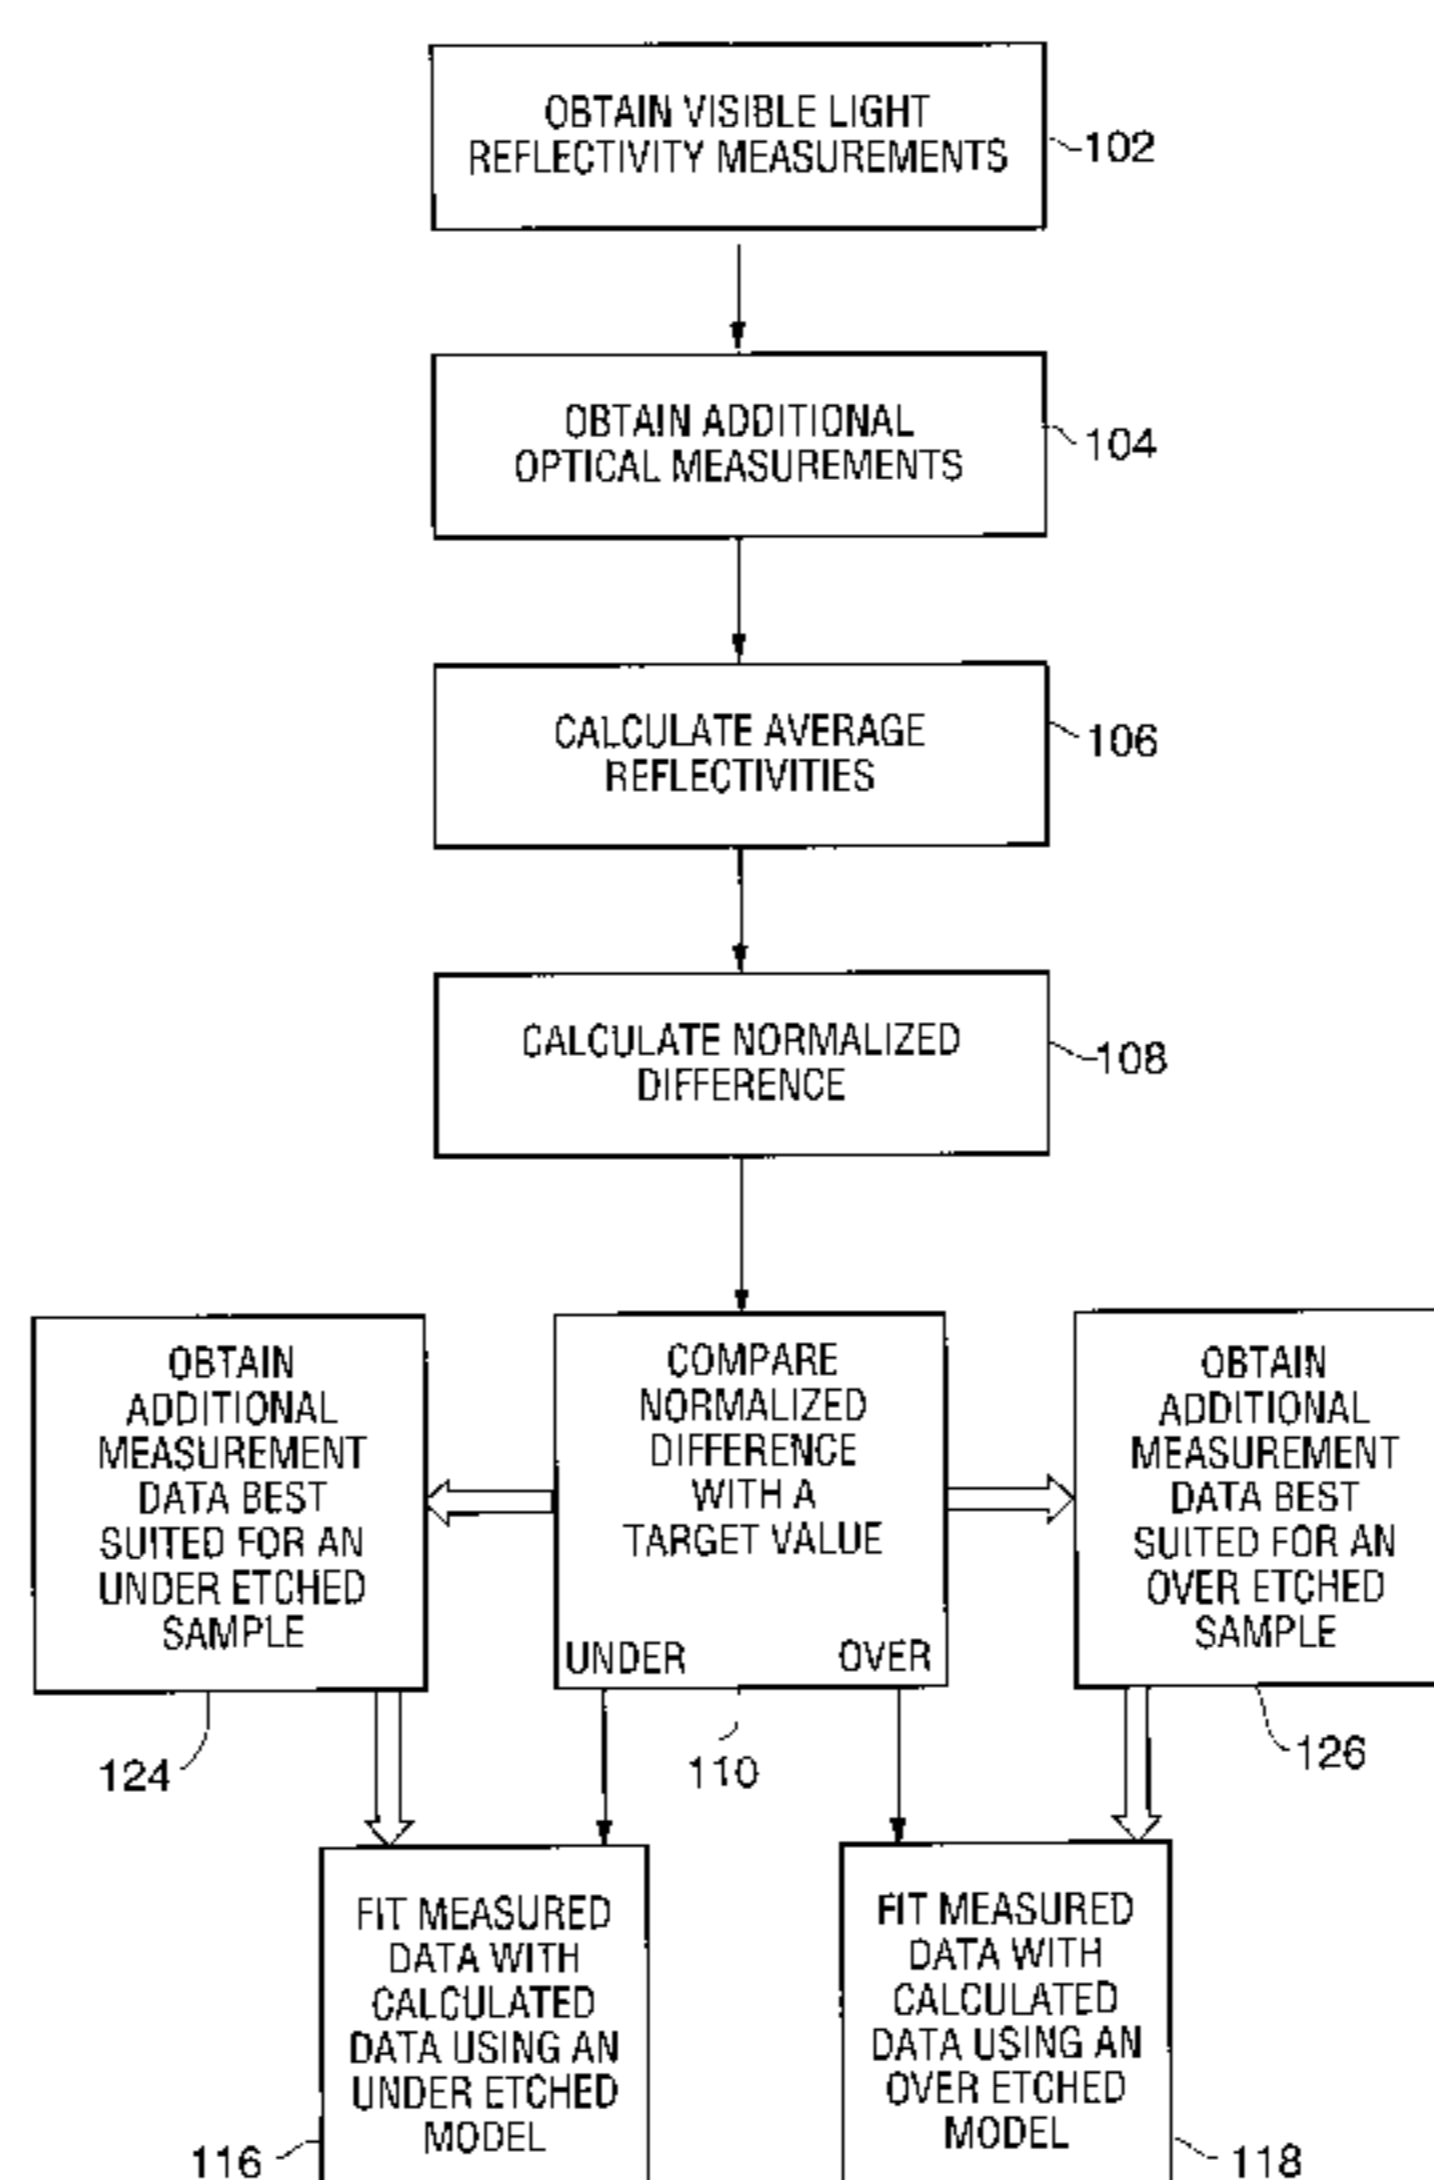 OBTAIN VISIBLE LIGHT
REFLECTIVITY MEASUREMENTS
102
OBTAIN ADDITIONAL
OPTICAL MEASUREMENTS
104
CALCULATE AVERAGE
REFLECTIVITIES
106
CALCULATE NORMALIZED
DIFFERENCE
108
OBTAIN
ADDITIONAL
MEASUREMENT
DATA BEST
SUITED FOR AN
UNDER ETCHED
SAMPLE
124
COMPARE
NORMALIZED
DIFFERENCE
WITH A
TARGET VALUE
UNDER
OVER
110
OBTAIN
ADDITIONAL
MEASUREMENT
DATA BEST
SUITED FOR AN
OVER ETCHED
SAMPLE
126
FIT MEASURED
DATA WITH
CALCULATED
DATA USING AN
UNDER ETCHED
MODEL
116
FIT MEASURED
DATA WITH
CALCULATED
DATA USING AN
OVER ETCHED
MODEL
118